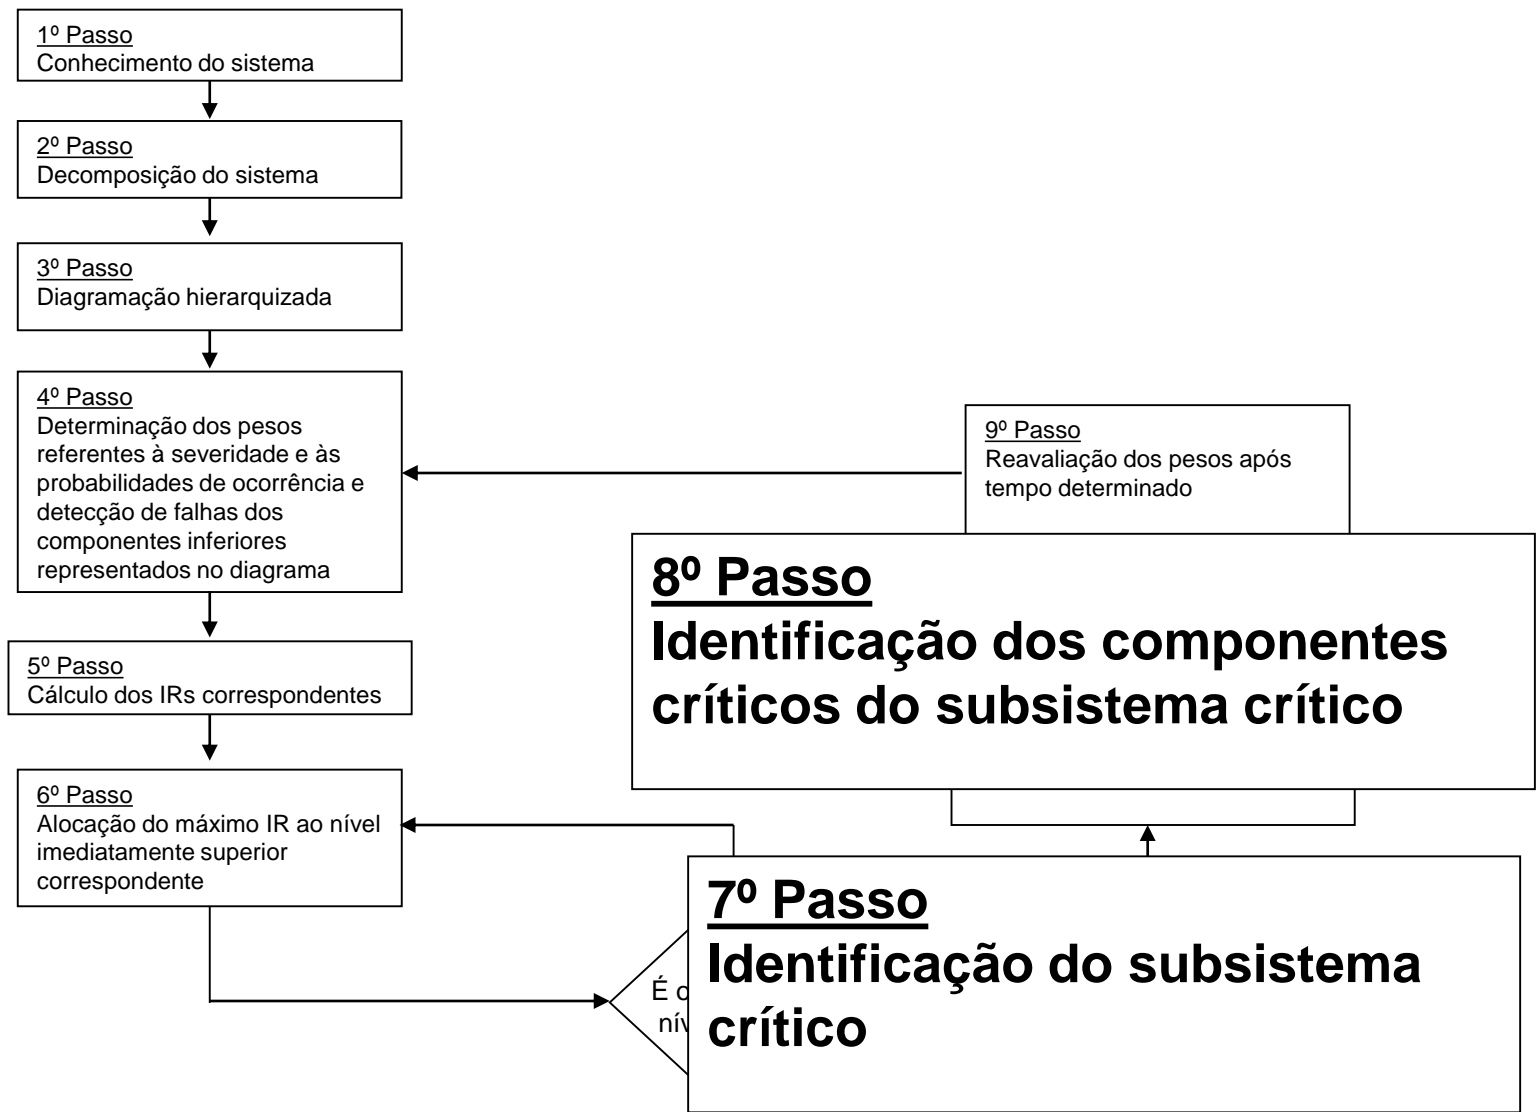 1º Passo
Conhecimento do sistema
2º Passo
Decomposição do sistema
3º Passo
Diagramação hierarquizada
4º Passo
Determinação dos pesos
referentes à severidade e às
probabilidades de ocorrência e
detecção de falhas dos
componentes inferiores
representados no diagrama
5º Passo
Cálculo dos IRs correspondentes
6º Passo
Alocação do máximo IR ao nível
imediatamente superior
correspondente
É
7º Passo
Identificação do subsistema
crítico
8º Passo
Identificação dos componentes
críticos do subsistema crítico
9º Passo
Reavaliação dos pesos após
tempo determinado